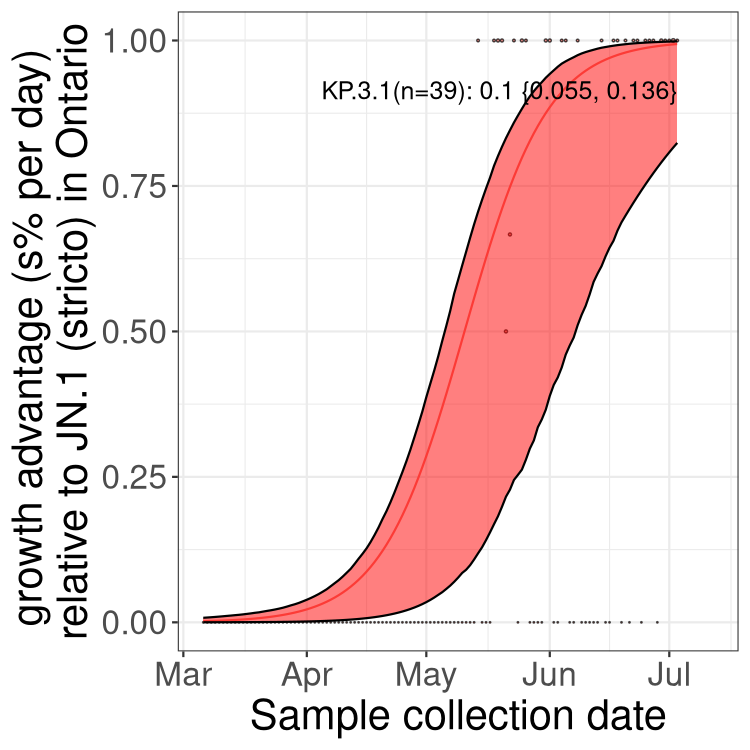 growth advantage (s% per day)
relative to JN.1 (stricto) in Ontario
1.00
0.75
0.50
0.25
0.00
KP.3.1(n=39): 0.1 {0.055, 0.136}
Mar Apr May Jun Jul
Sample collection date